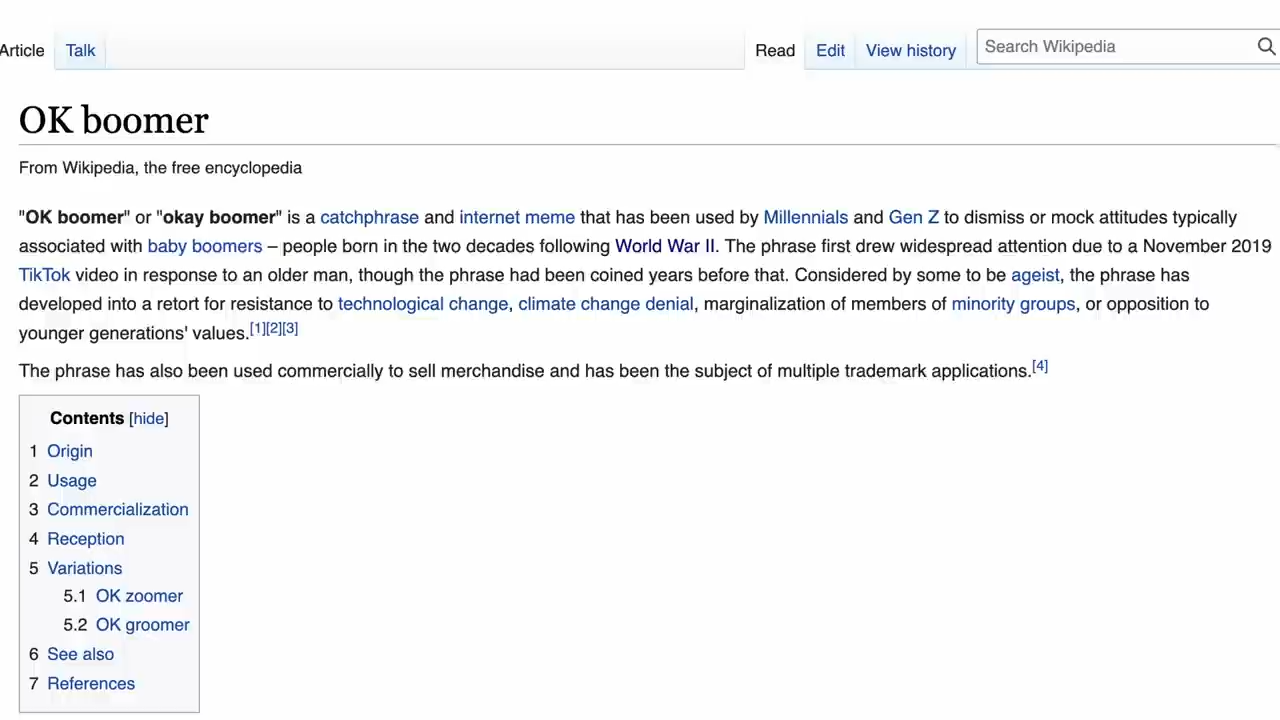 Article Talk Read Edit View history Search Wikipedia
OK boomer
From Wikipedia, the free encyclopedia
"OK boomer" or "okay boomer" is a catchphrase and internet meme that has been used by Millennials and Gen Z to dismiss or mock attitudes typically
associated with baby boomers – people born in the two decades following World War II. The phrase first drew widespread attention due to a November 2019
TikTok video in response to an older man, though the phrase had been coined years before that. Considered by some to be ageist, the phrase has
developed into a retort for resistance to technological change, climate change denial, marginalization of members of minority groups, or opposition to
younger generations' values.[1][2][3]
The phrase has also been used commercially to sell merchandise and has been the subject of multiple trademark applications.[4]
Contents [hide]
1 Origin
2 Usage
3 Commercialization
4 Reception
5 Variations
5.1 OK zoomer
5.2 OK groomer
6 See also
7 References